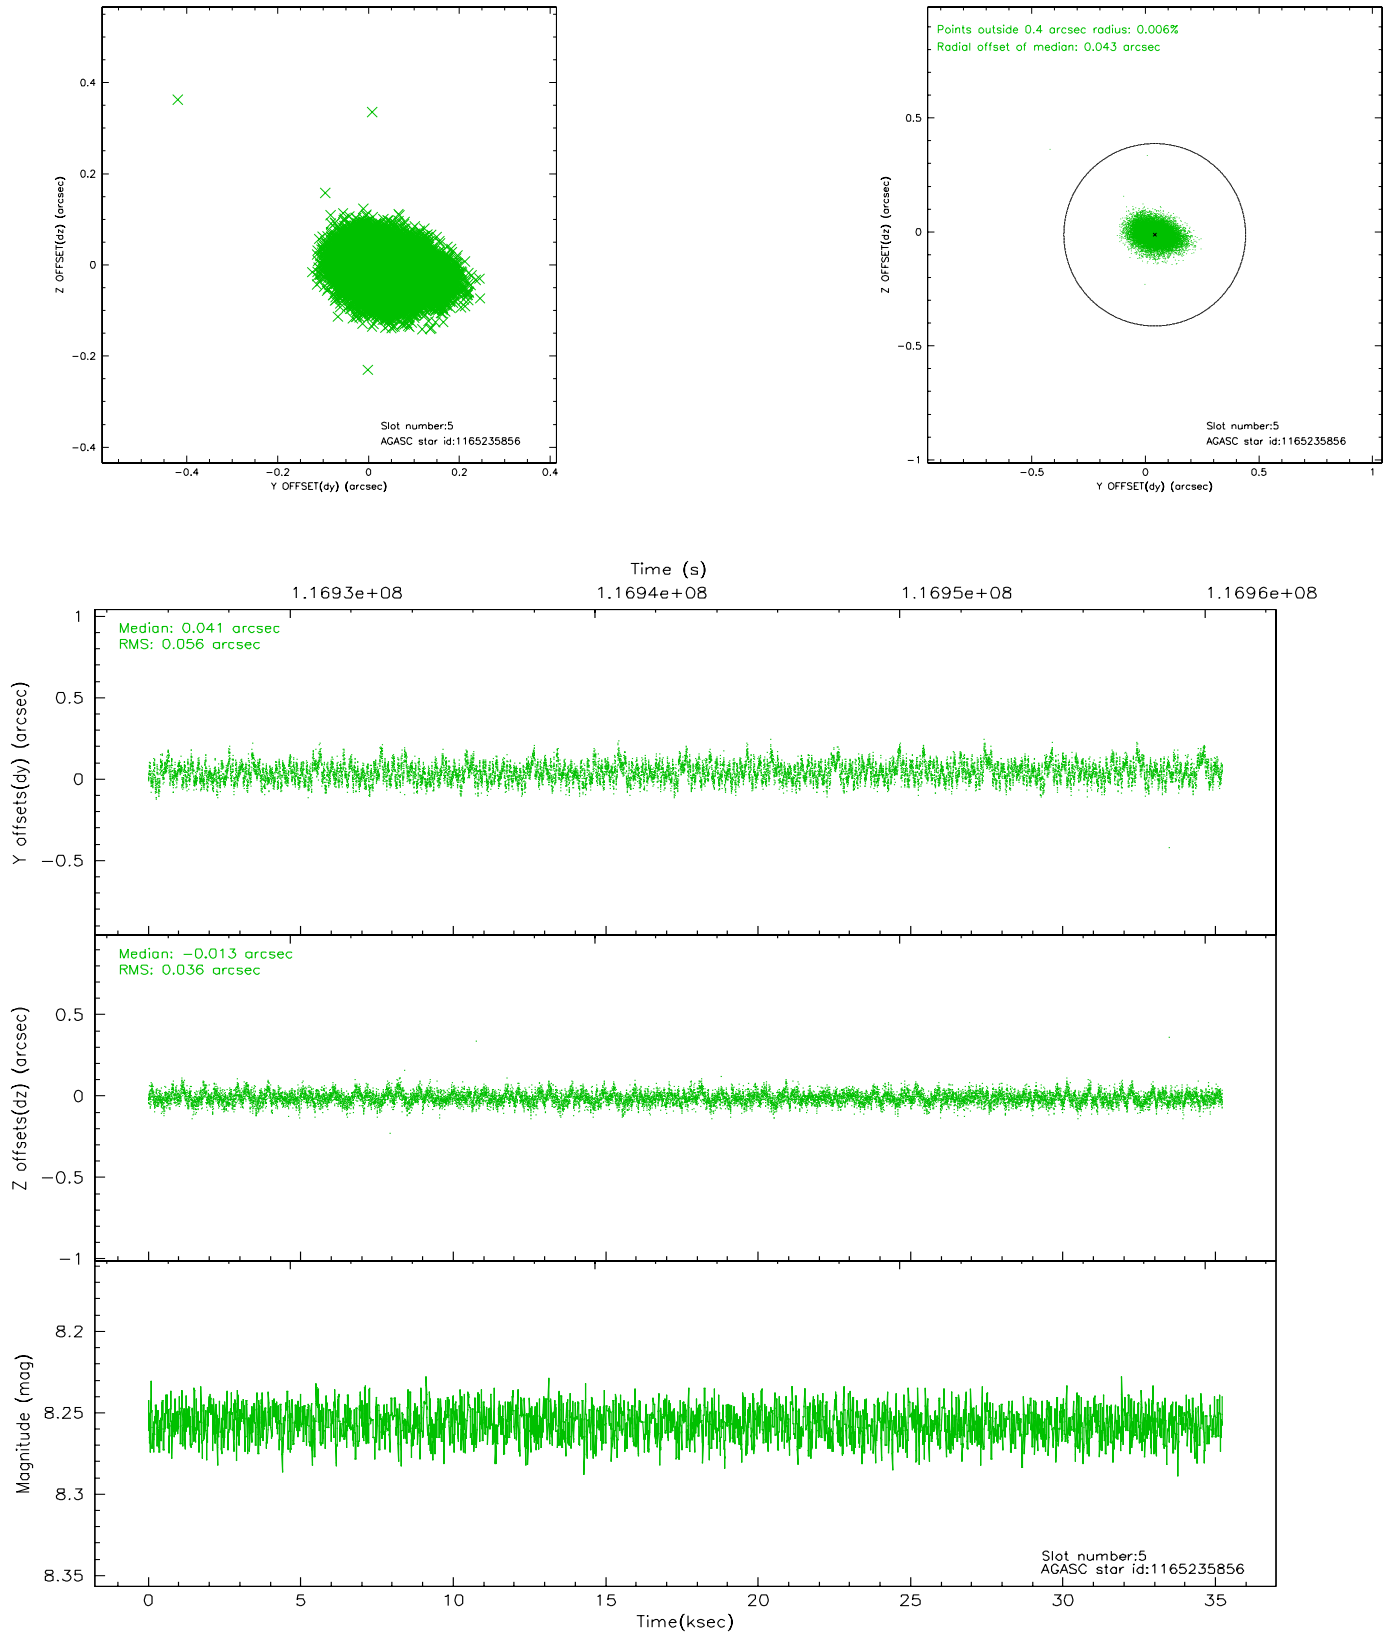 0.4
0.2
0
−0.2
−0.4
Z OFFSET(dz) (arcsec)
Slot number:5
AGASC star id:1165235856
−0.4 −0.2 0 0.2 0.4
Y OFFSET(dy) (arcsec)
Points outside 0.4 arcsec radius: 0.006%
Radial offset of median: 0.043 arcsec
0.5
0
−0.5
−1
Z OFFSET(dz) (arcsec)
Slot number:5
AGASC star id:1165235856
−0.5 0 0.5 1
Y OFFSET(dy) (arcsec)
Time (s)
1.1693e+08 1.1694e+08 1.1695e+08 1.1696e+08
Median: 0.041 arcsec
RMS: 0.056 arcsec
1
0.5
0
−0.5
Y offsets(dy) (arcsec)
Median: −0.013 arcsec
RMS: 0.036 arcsec
0.5
0
−0.5
−1
Z offsets(dz) (arcsec)
8.2
8.25
8.3
8.35
Magnitude (mag)
Slot number:5
AGASC star id:1165235856
0 5 10 15 20 25 30 35
Time(ksec)